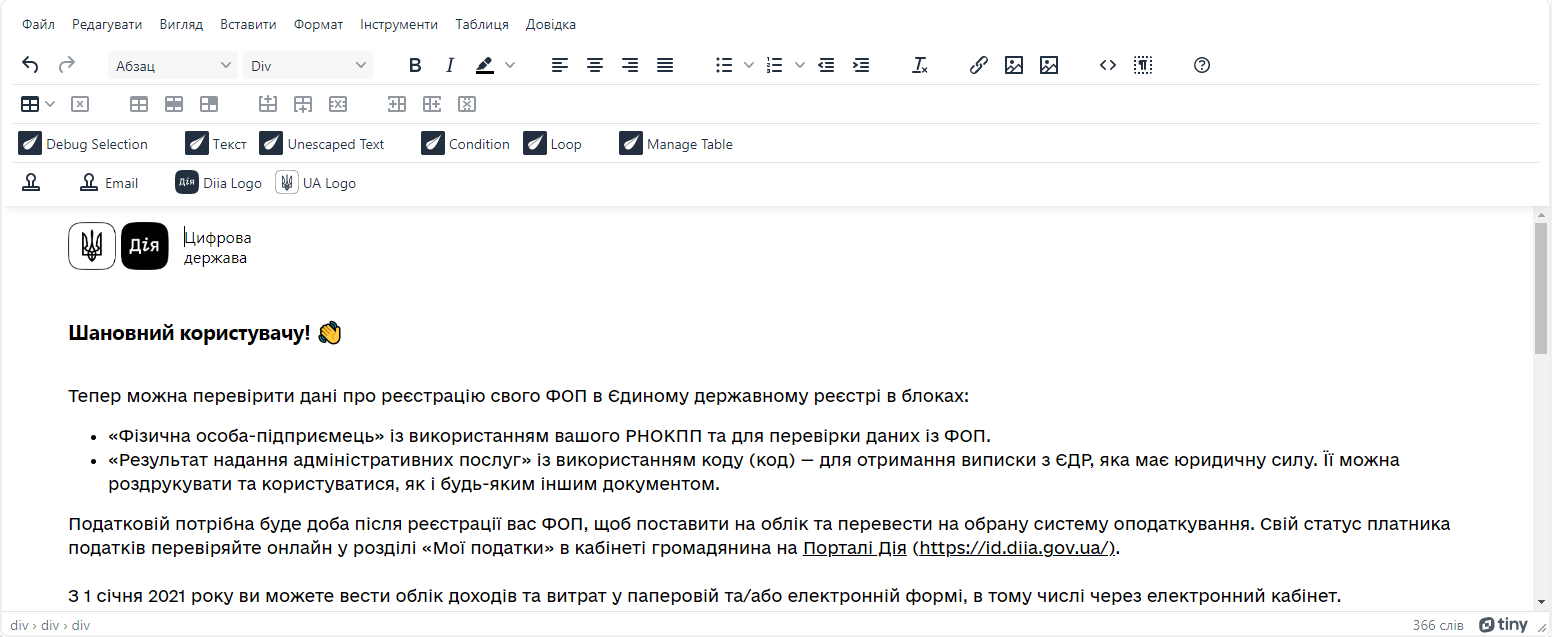 Файл Редагувати Вигляд Вставити Формат Інструменти Таблиця Довідка
Абзац Div B I
Debug Selection Текст Unescaped Text Condition Loop Manage Table
Email Дія Diia Logo UA Logo
Дія
Цифрова
держава
Шановний користувачу! 👋
Тепер можна перевірити дані про реєстрацію свого ФОП в Єдиному державному реєстрі в блоках:
• «Фізична особа-підприємець» із використанням вашого РНОКПП та для перевірки даних із ФОП.
• «Результат надання адміністративних послуг» із використанням коду (код) — для отримання виписки з ЄДР, яка має юридичну силу. Її можна
роздрукувати та користуватися, як і будь-яким іншим документом.
Податковій потрібна буде доба після реєстрації вас ФОП, щоб поставити на облік та перевести на обрану систему оподаткування. Свій статус платника
податків перевіряйте онлайн у розділі «Мої податки» в кабінеті громадянина на Порталі Дія (https://id.diia.gov.ua/).
З 1 січня 2021 року ви можете вести облік доходів та витрат у паперовій та/або електронній формі, в тому числі через електронний кабінет.
div › div › div
366 слів tiny